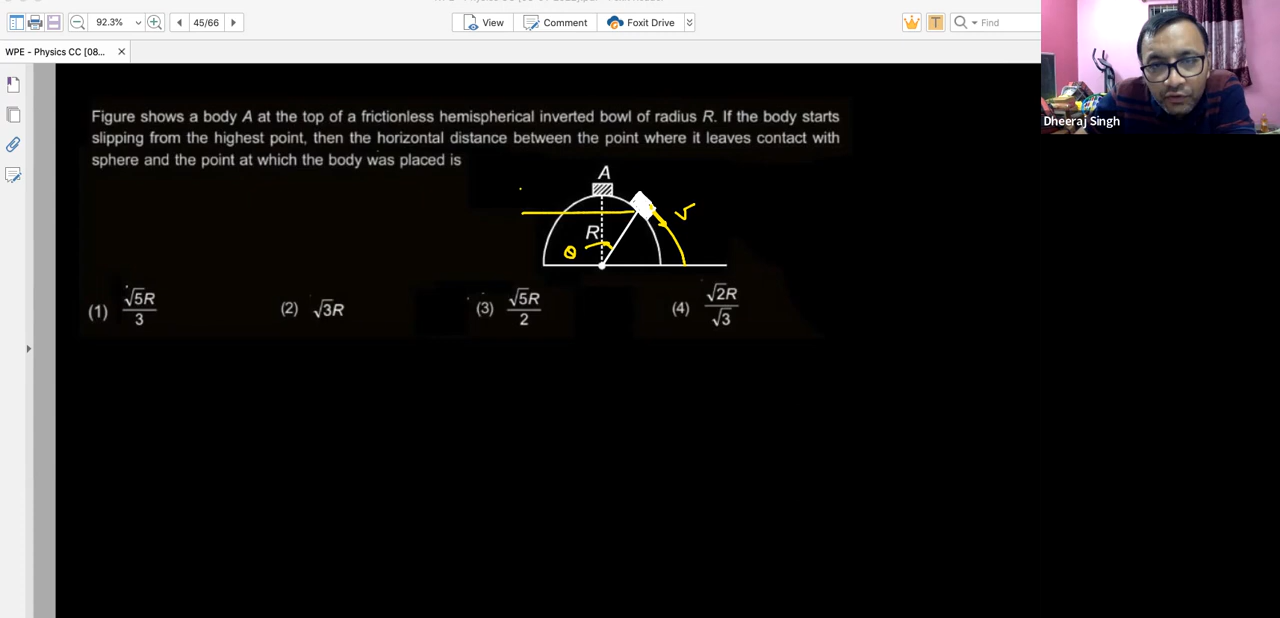 92.3%
View
Comment
Foxit Drive
45/66
T
Find
WPE - Physics CC [08...
Dheeraj Singh
Figure shows a body A at the top of a frictionless hemispherical inverted bowl of radius R. If the body starts
slipping from the highest point, then the horizontal distance between the point where it leaves contact with
sphere and the point at which the body was placed is
A
R
θ
v
(1) √5R/3
(2) √3R
(3) √5R/2
(4) √2R/√3